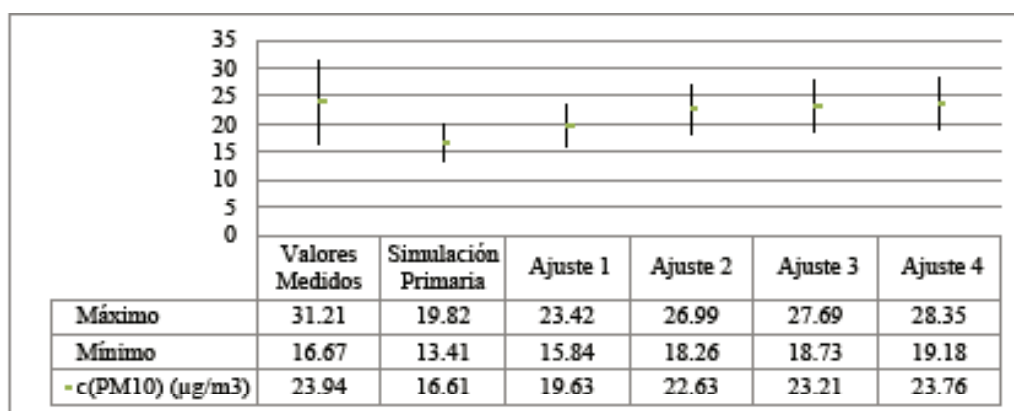 35
30
25
20
15
10
5
0
Valores Medidos Simulación Primaria Ajuste 1 Ajuste 2 Ajuste 3 Ajuste 4
Máximo 31.21 19.82 23.42 26.99 27.69 28.35
Mínimo 16.67 13.41 15.84 18.26 18.73 19.18
c(PM10) (µg/m3) 23.94 16.61 19.63 22.63 23.21 23.76